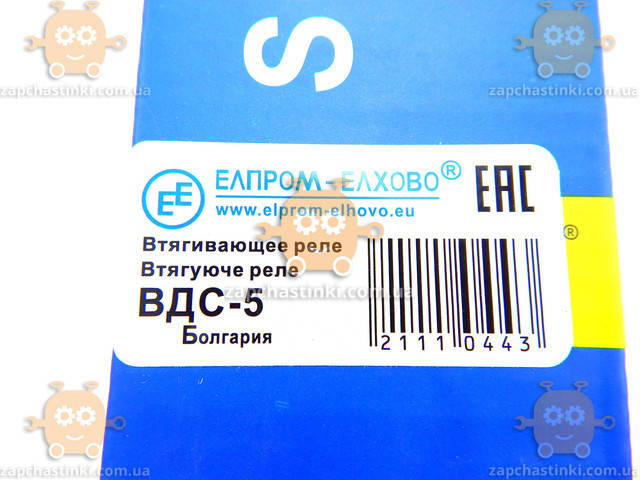 S
EE
ЕЛПРОМ-ЕЛХОВО®
www.elprom-elhovo.eu
EAC
Втягивающее реле
Втягуюче реле
ВДС-5
Болгария
2111 0443
®
zapchastinki.com.ua
zapchastinki.com.ua
zapchastinki.com.ua
zapchastinki.com.ua
zapchastinki.com.ua